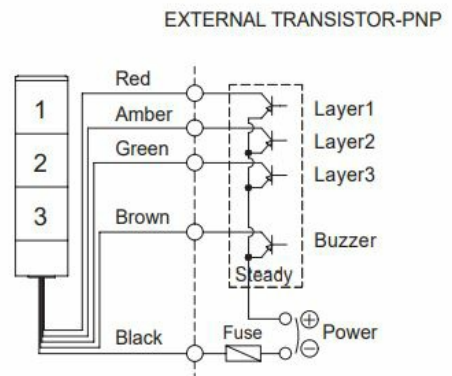 EXTERNAL TRANSISTOR-PNP
Red
1
Amber
Layer1
Green
Layer2
2
Layer3
3
Brown
Buzzer
Steady
Black
Fuse
+
Power
−